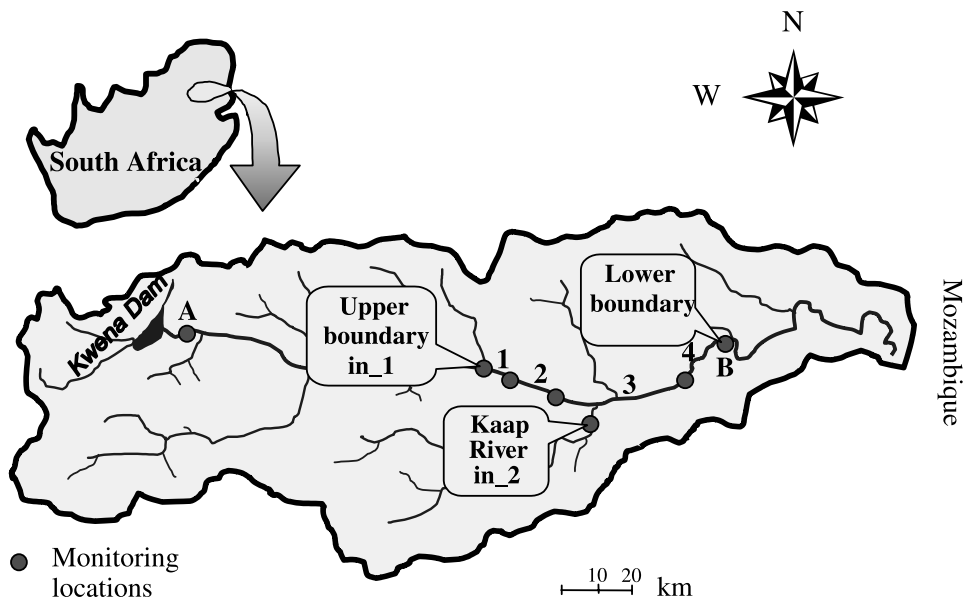 N
W
South Africa
Kwena Dam
A
Upper
boundary
in_1
Lower
boundary
1
2
3
4
B
Kaap
River
in_2
Mozambique
Monitoring
locations
10 20
km